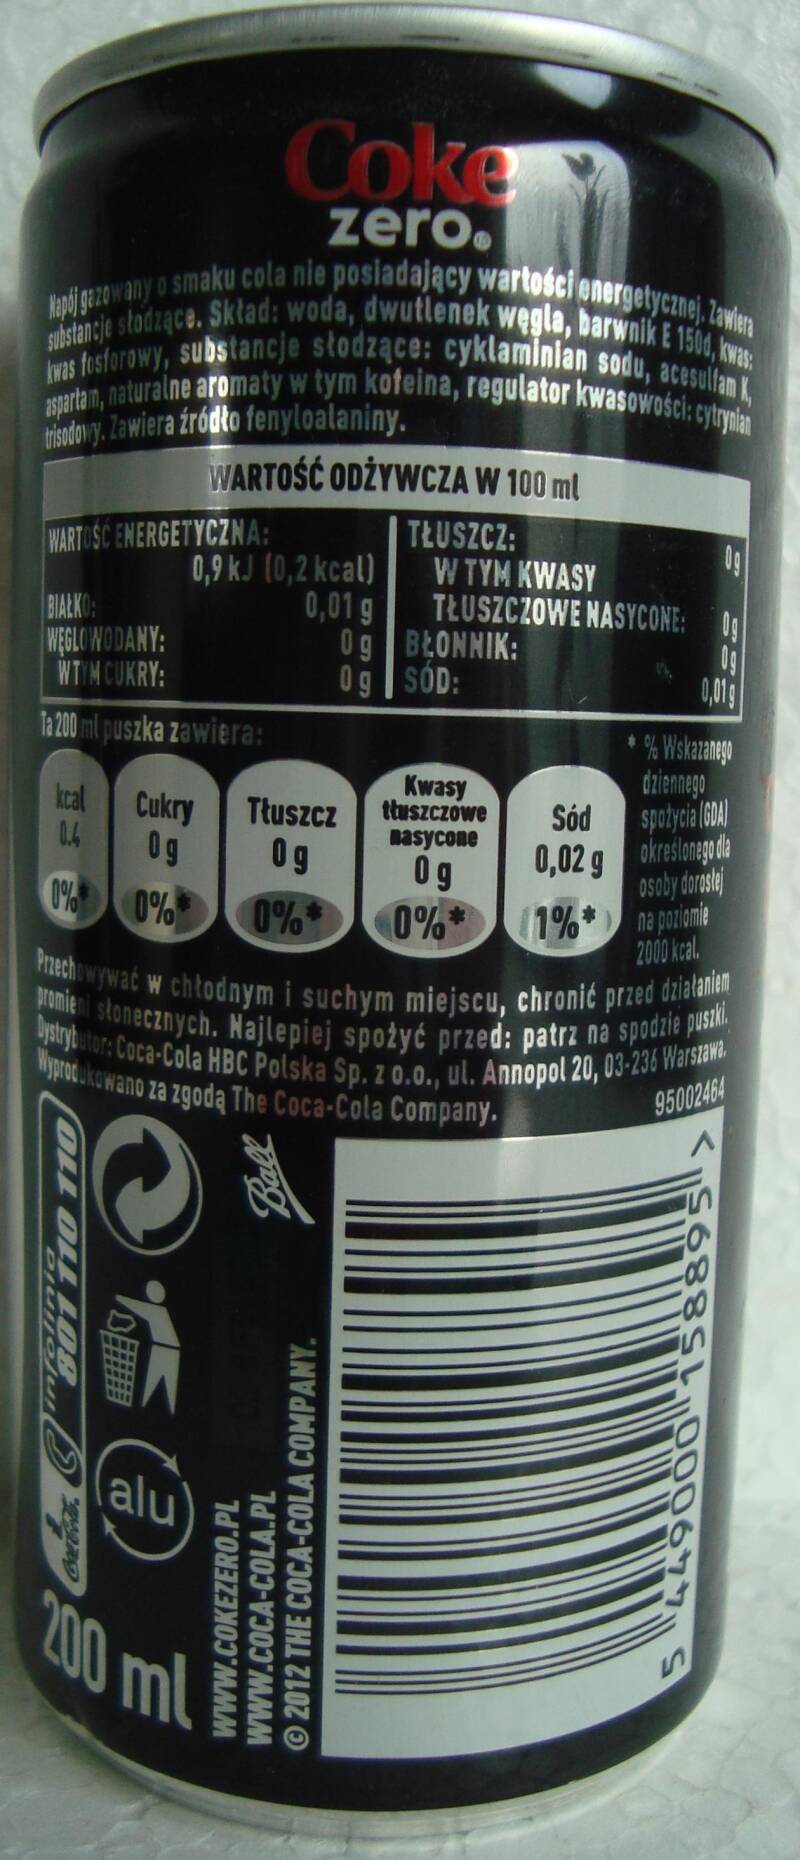 Coke
zero®
Napój gazowany o smaku cola nie posiadający wartości energetycznej. Zawiera
substancje słodzące. Skład: woda, dwutlenek węgla, barwnik E 150d, kwas:
kwas fosforowy, substancje słodzące: cyklaminian sodu, acesulfam K,
aspartam, naturalne aromaty w tym kofeina, regulator kwasowości: cytrynian
trisodowy. Zawiera źródło fenyloalaniny.
WARTOŚĆ ODŻYWCZA W 100 ml
WARTOŚĆ ENERGETYCZNA:
0,9 kJ (0,2 kcal)
BIAŁKO: 0,01 g
WĘGLOWODANY: 0 g
W TYM CUKRY: 0 g
TŁUSZCZ: 0 g
W TYM KWASY
TŁUSZCZOWE NASYCONE: 0 g
BŁONNIK: 0 g
SÓD: 0,01 g
Ta 200 ml puszka zawiera:
kcal
0.4
0%*
Cukry
0 g
0%*
Tłuszcz
0 g
0%*
Kwasy
tłuszczowe
nasycone
0 g
0%*
Sód
0,02 g
1%*
* % Wskazanego
dziennego
spożycia (GDA)
określonego dla
osoby dorosłej
na poziomie
2000 kcal.
Przechowywać w chłodnym i suchym miejscu, chronić przed działaniem
promieni słonecznych. Najlepiej spożyć przed: patrz na spodzie puszki.
Dystrybutor: Coca-Cola HBC Polska Sp. z o.o., ul. Annopol 20, 03-236 Warszawa.
Wyprodukowano za zgodą The Coca-Cola Company.
95002464
Coca-Cola
infolinia
801 110 110
alu
Ball
200 ml
WWW.COKEZERO.PL
WWW.COCA-COLA.PL
© 2012 THE COCA-COLA COMPANY.
5 449000 158895 >